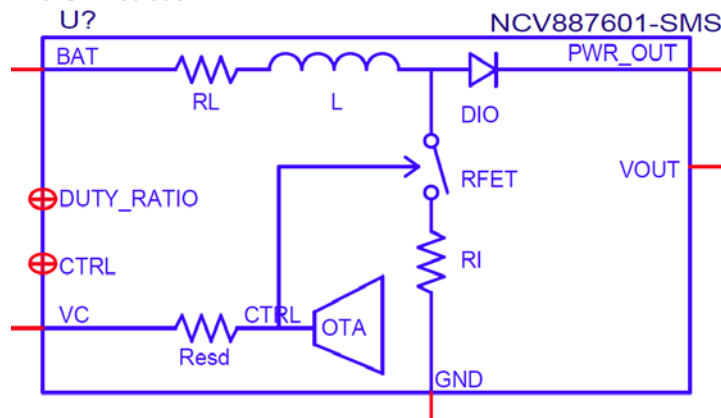 U?
NCV887601-SMS
BAT
PWR_OUT
RL
L
DIO
RFET
VOUT
DUTY_RATIO
CTRL
RI
VC
CTRL
OTA
Resd
GND